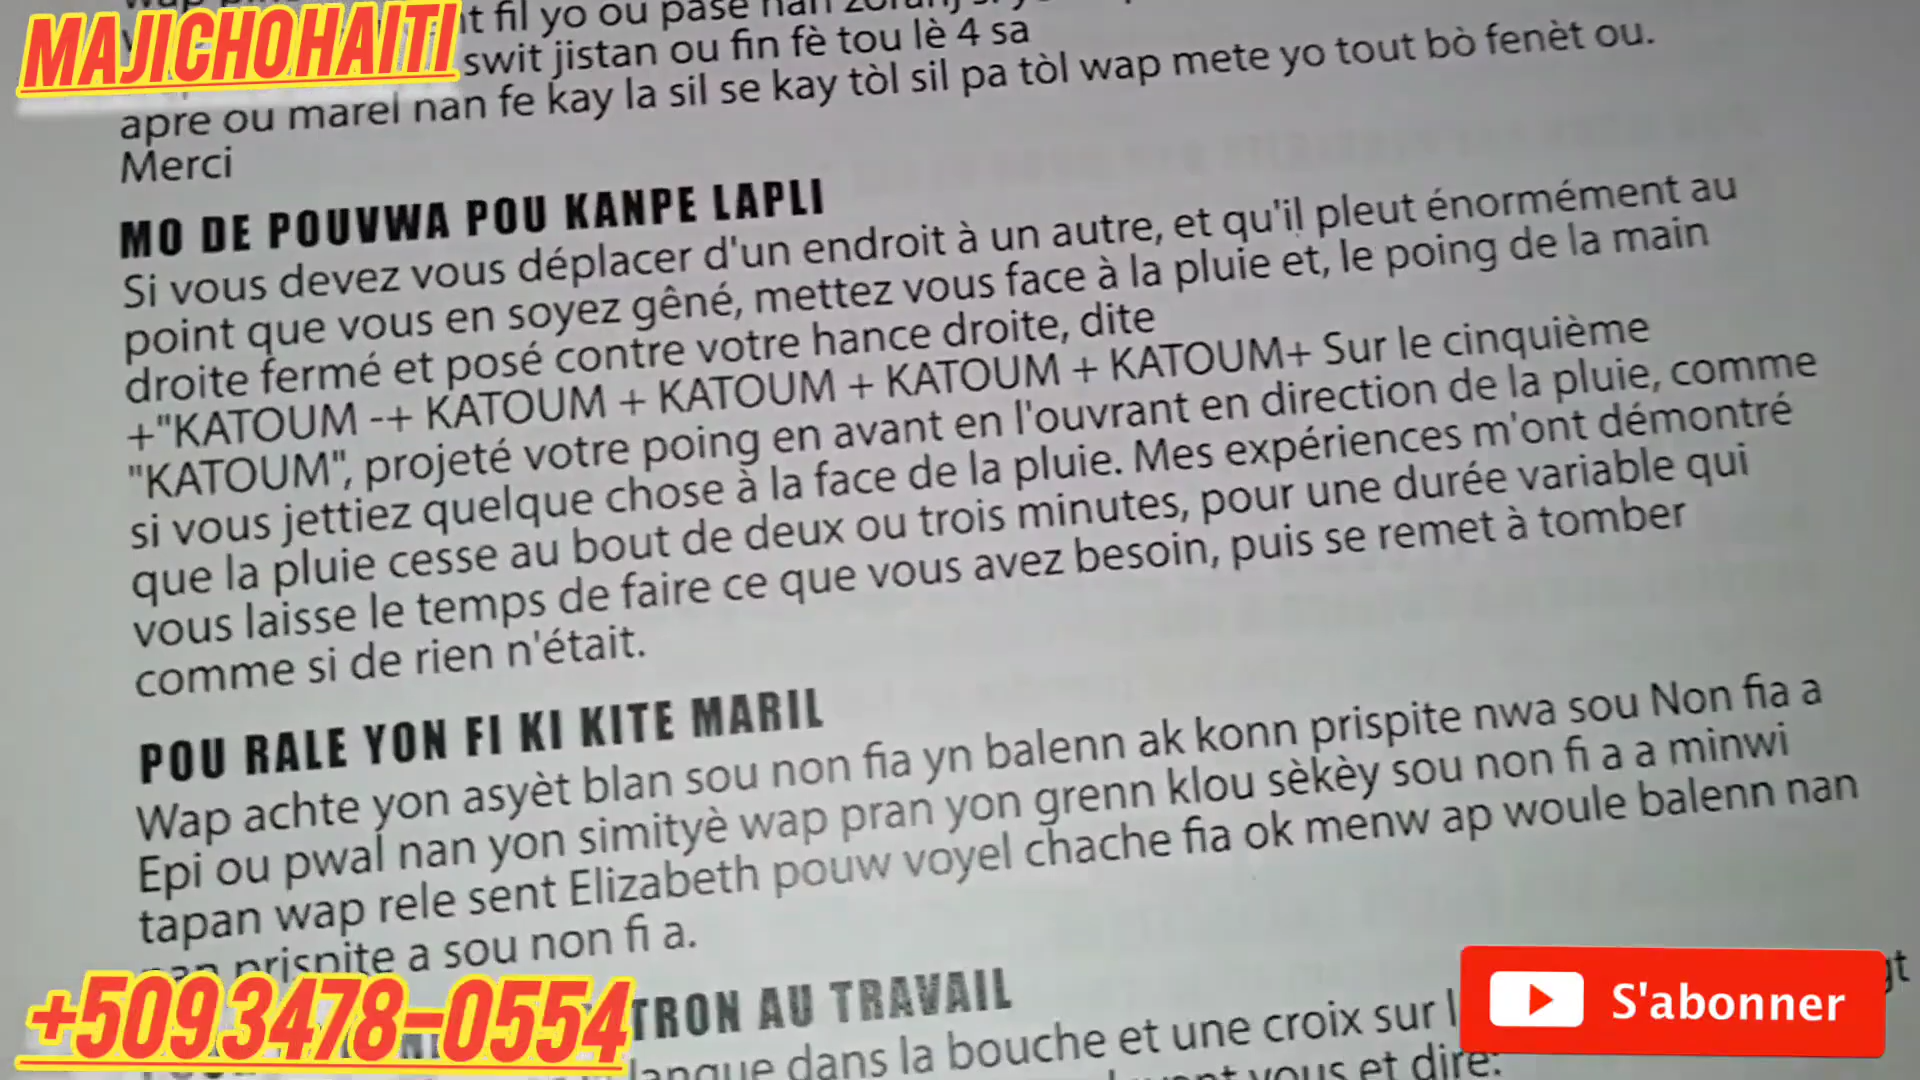 MAJICHOHAITI
fil yo ou pase nan
swit jistan ou fin fè tou lè 4 sa
apre ou marel nan fe kay la sil se kay tòl sil pa tòl wap mete yo tout bò fenèt ou.
Merci
MO DE POUVWA POU KANPE LAPLI
Si vous devez vous déplacer d'un endroit à un autre, et qu'il pleut énormément au
point que vous en soyez gêné, mettez vous face à la pluie et, le poing de la main
droite fermé et posé contre votre hance droite, dite
+"KATOUM -+ KATOUM + KATOUM + KATOUM + KATOUM+ Sur le cinquième
"KATOUM", projeté votre poing en avant en l'ouvrant en direction de la pluie, comme
si vous jettiez quelque chose à la face de la pluie. Mes expériences m'ont démontré
que la pluie cesse au bout de deux ou trois minutes, pour une durée variable qui
vous laisse le temps de faire ce que vous avez besoin, puis se remet à tomber
comme si de rien n'était.
POU RALE YON FI KI KITE MARIL
Wap achte yon asyèt blan sou non fia yn balenn ak konn prispite nwa sou Non fia a
Epi ou pwal nan yon simityè wap pran yon grenn klou sèkèy sou non fi a a minwi
tapan wap rele sent Elizabeth pouw voyel chache fia ok menw ap woule balenn nan
nan prispite a sou non fi a.
TRON AU TRAVAIL
langue dans la bouche et une croix sur
vous et dire:
+5093478-0554
S'abonner